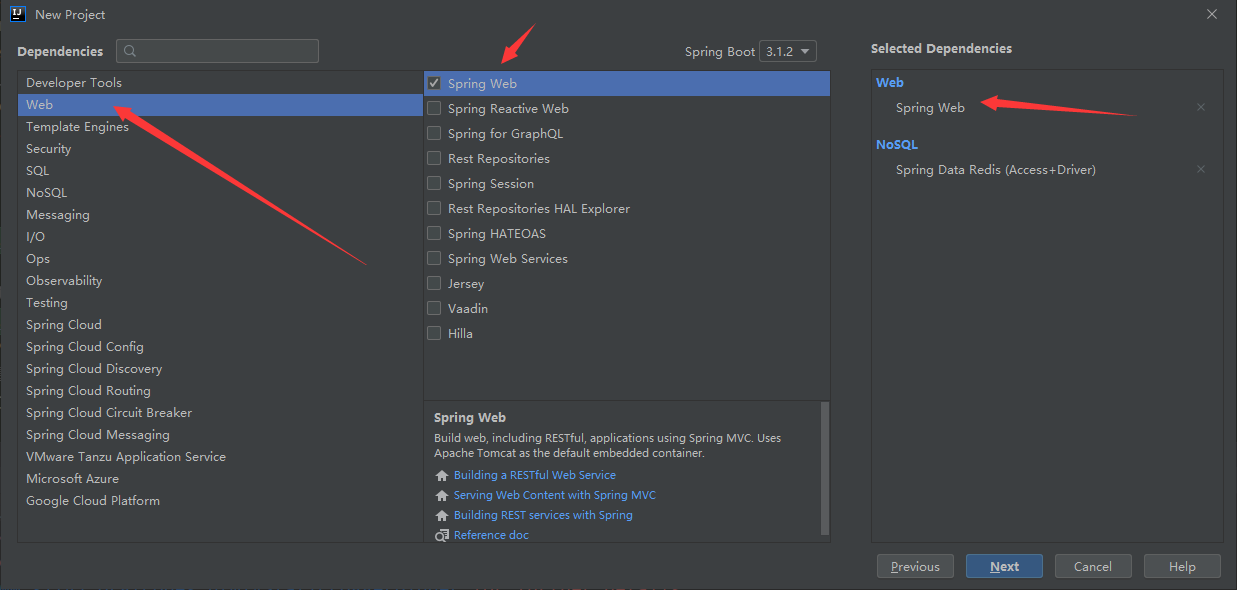 New Project
Dependencies
Spring Boot 3.1.2
Developer Tools
Web
Template Engines
Security
SQL
NoSQL
Messaging
I/O
Ops
Observability
Testing
Spring Cloud
Spring Cloud Config
Spring Cloud Discovery
Spring Cloud Routing
Spring Cloud Circuit Breaker
Spring Cloud Messaging
VMware Tanzu Application Service
Microsoft Azure
Google Cloud Platform
Spring Web
Spring Reactive Web
Spring for GraphQL
Rest Repositories
Spring Session
Rest Repositories HAL Explorer
Spring HATEOAS
Spring Web Services
Jersey
Vaadin
Hilla
Spring Web
Build web, including RESTful, applications using Spring MVC. Uses
Apache Tomcat as the default embedded container.
Building a RESTful Web Service
Serving Web Content with Spring MVC
Building REST services with Spring
Reference doc
Selected Dependencies
Web
Spring Web
NoSQL
Spring Data Redis (Access+Driver)
Previous
Next
Cancel
Help